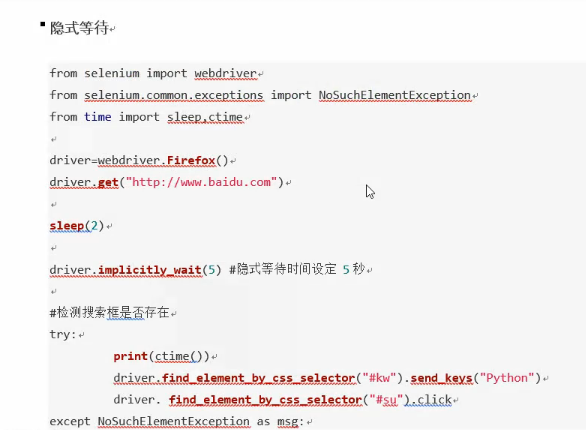 隐式等待
from selenium import webdriver
from selenium.common.exceptions import NoSuchElementException
from time import sleep,ctime
driver=webdriver.Firefox()
driver.get("http://www.baidu.com")
sleep(2)
driver.implicitly_wait(5) #隐式等待时间设定 5 秒
#检测搜索框是否存在
try:
print(ctime())
driver.find_element_by_css_selector("#kw").send_keys("Python")
driver. find_element_by_css_selector("#su").click
except NoSuchElementException as msg: